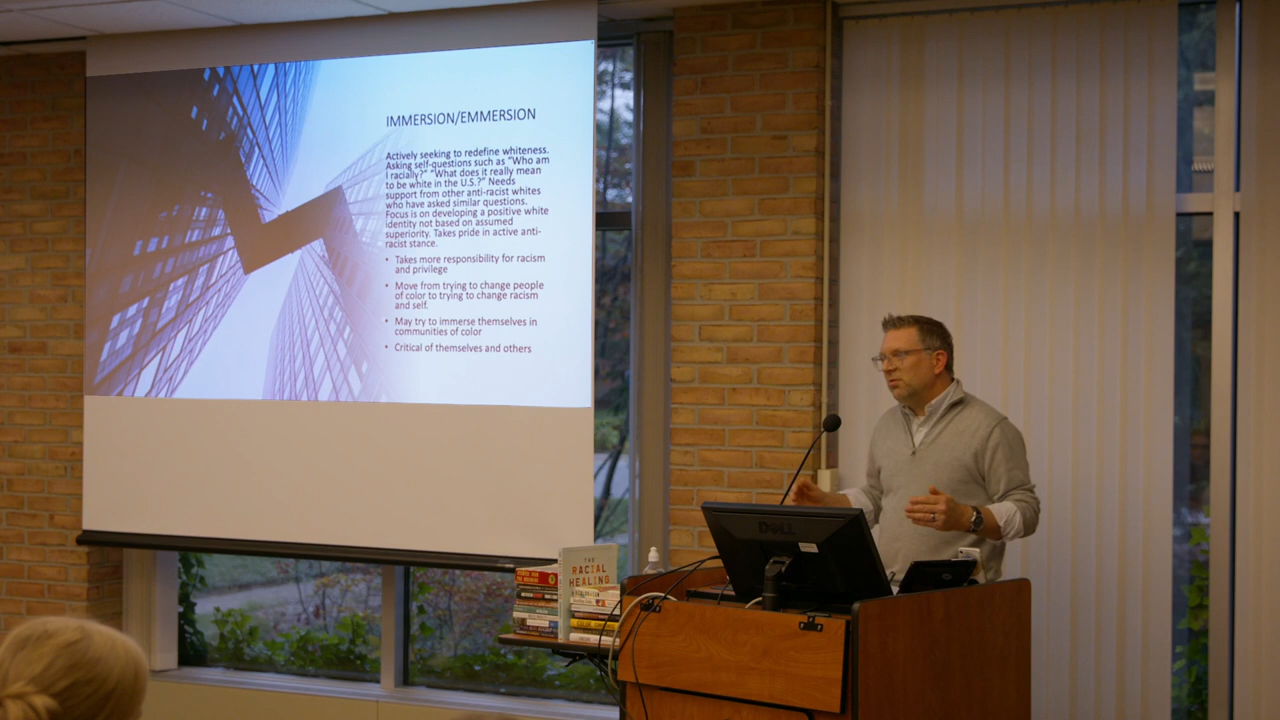 IMMERSION/EMMERSION
Actively seeking to redefine whiteness.
Asking self-questions such as “Who am
I racially?” “What does it really mean
to be white in the U.S.?” Needs
support from other anti-racist whites
who have asked similar questions.
Focus is on developing a positive white
identity not based on assumed
superiority. Takes pride in active anti-
racist stance.
• Takes more responsibility for racism
and privilege
• Move from trying to change people
of color to trying to change racism
and self.
• May try to immerse themselves in
communities of color
• Critical of themselves and others
DELL
THE
RACIAL
HEALING